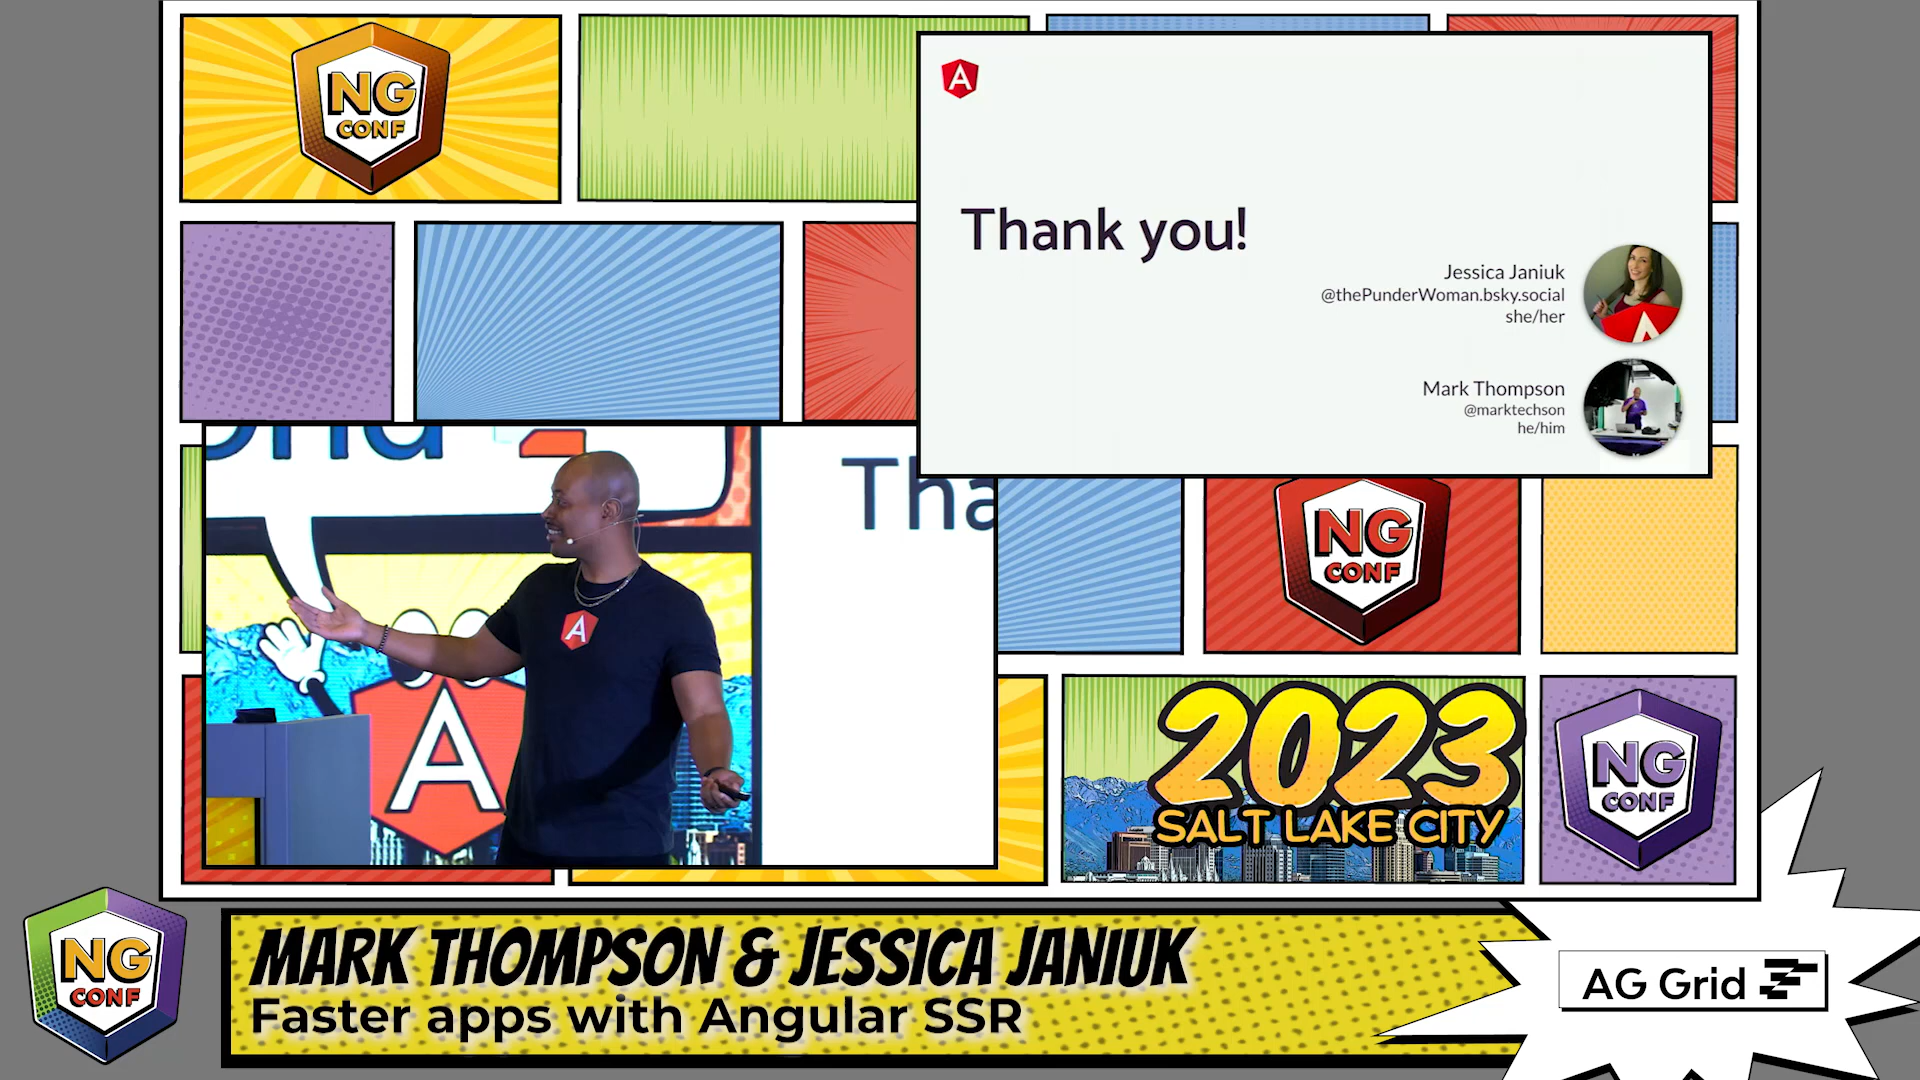 NG
CONF
Thank you!
Jessica Janiuk
@thePunderWoman.bsky.social
she/her
Mark Thompson
@marktechson
he/him
Tha
NG
CONF
2023
SALT LAKE CITY
NG
CONF
NG
CONF
MARK THOMPSON & JESSICA JANIUK
Faster apps with Angular SSR
AG Grid